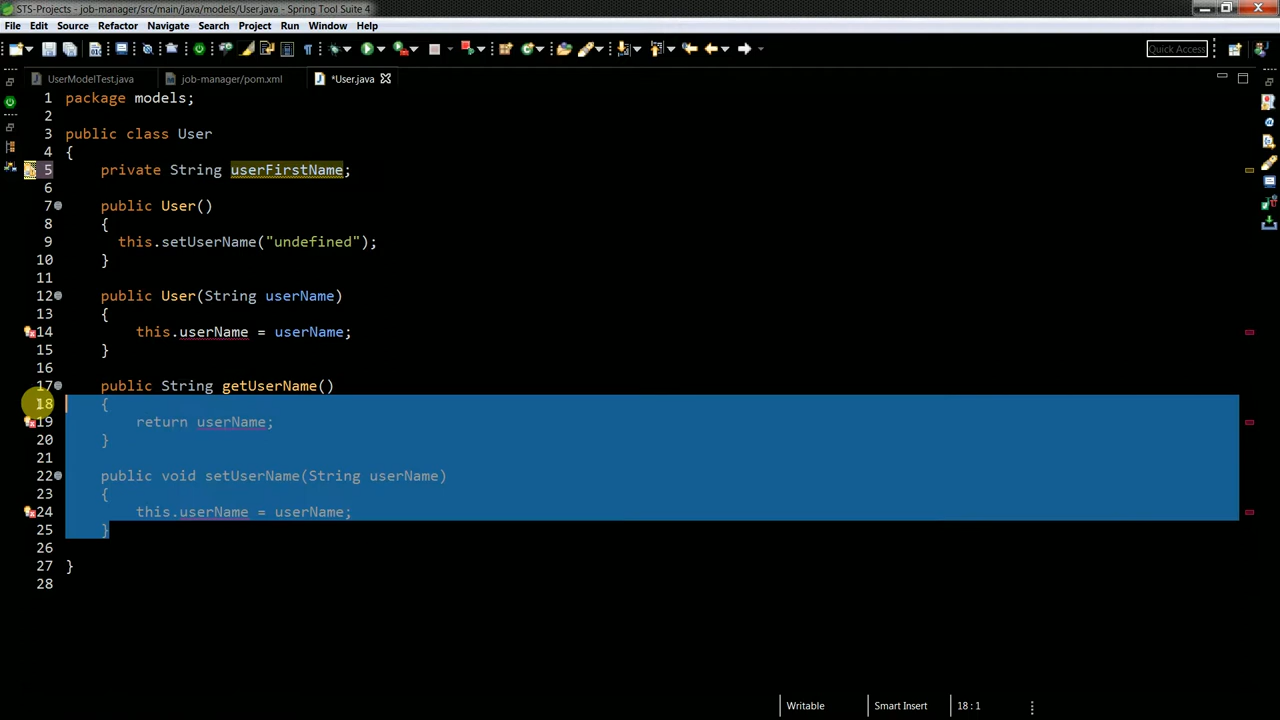 STS-Projects - job-manager/src/main/java/models/User.java - Spring Tool Suite 4
File Edit Source Refactor Navigate Search Project Run Window Help
Quick Access
UserModelTest.java job-manager/pom.xml *User.java
1 package models;
2
3 public class User
4 {
5 private String userFirstName;
6
7 public User()
8 {
9 this.setUserName("undefined");
10 }
11
12 public User(String userName)
13 {
14 this.userName = userName;
15 }
16
17 public String getUserName()
18 {
19 return userName;
20 }
21
22 public void setUserName(String userName)
23 {
24 this.userName = userName;
25 }
26
27 }
28
Writable Smart Insert 18 : 1